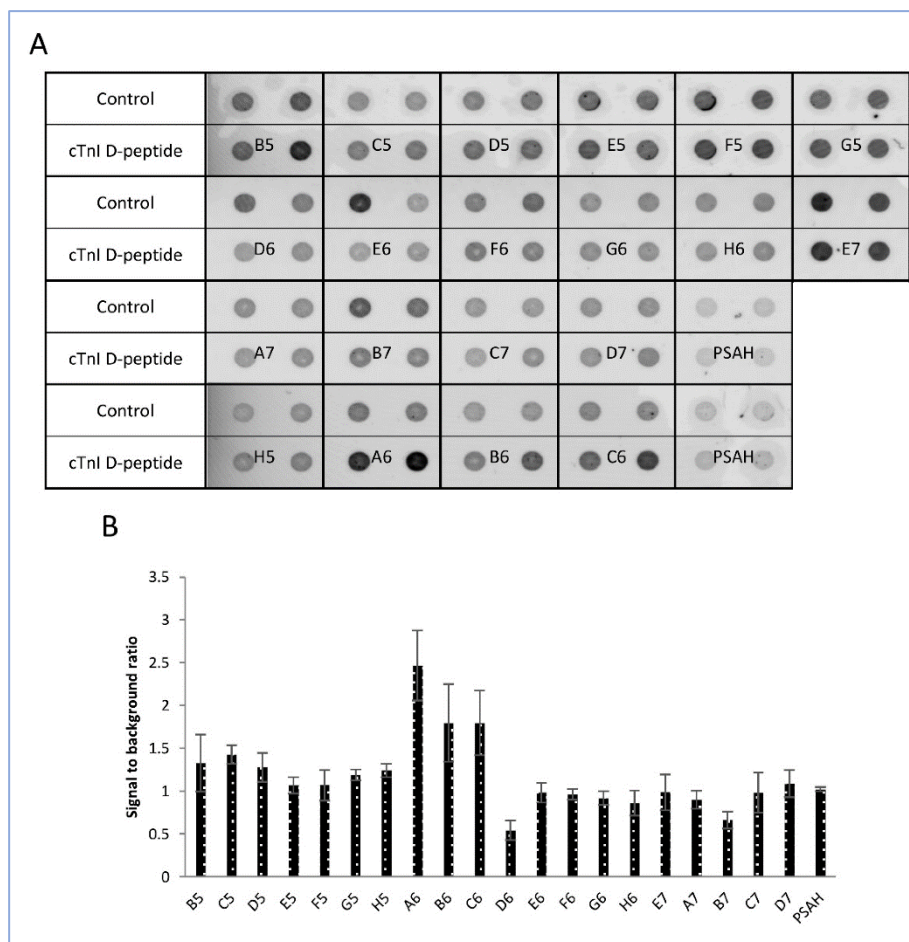 A
Control
cTnI D-peptide B5 C5 D5 E5 F5 G5
Control
cTnI D-peptide D6 E6 F6 G6 H6 E7
Control
cTnI D-peptide A7 B7 C7 D7 PSAH
Control
cTnI D-peptide H5 A6 B6 C6 PSAH
B
3.5
3
2.5
2
1.5
1
0.5
0
Signal to background ratio
B5 C5 D5 E5 F5 G5 H5 A6 B6 C6 D6 E6 F6 G6 H6 E7 A7 B7 C7 D7 PSAH